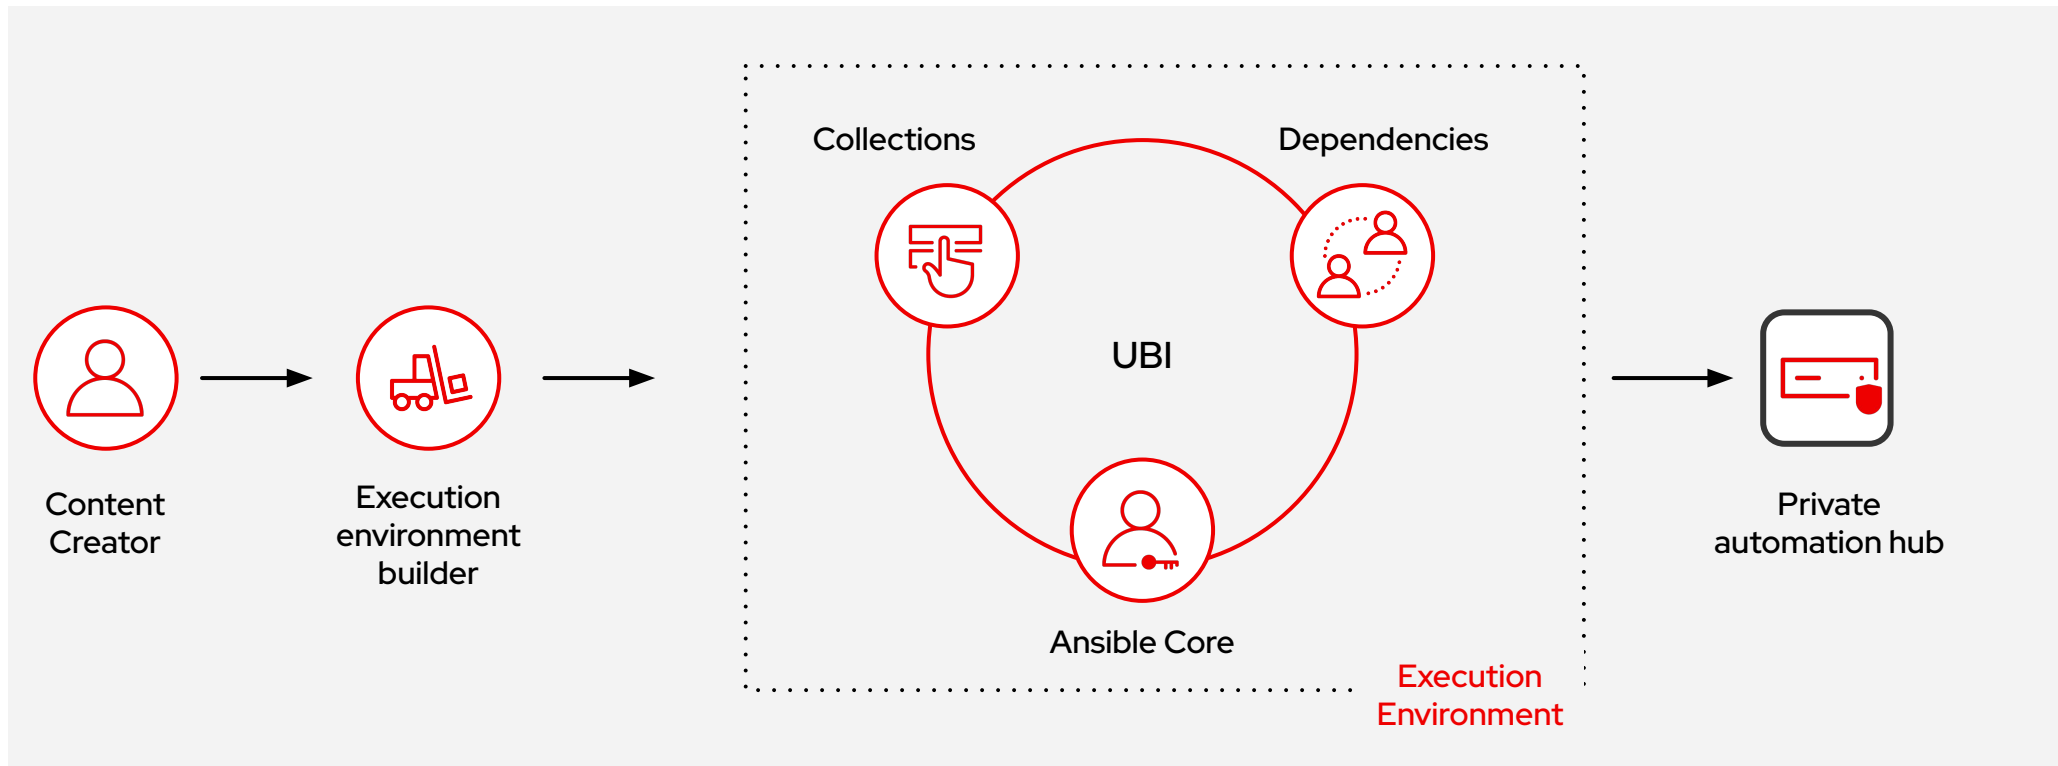 Content
Creator
Execution
environment
builder
Collections
Dependencies
UBI
Ansible Core
Execution
Environment
Private
automation hub